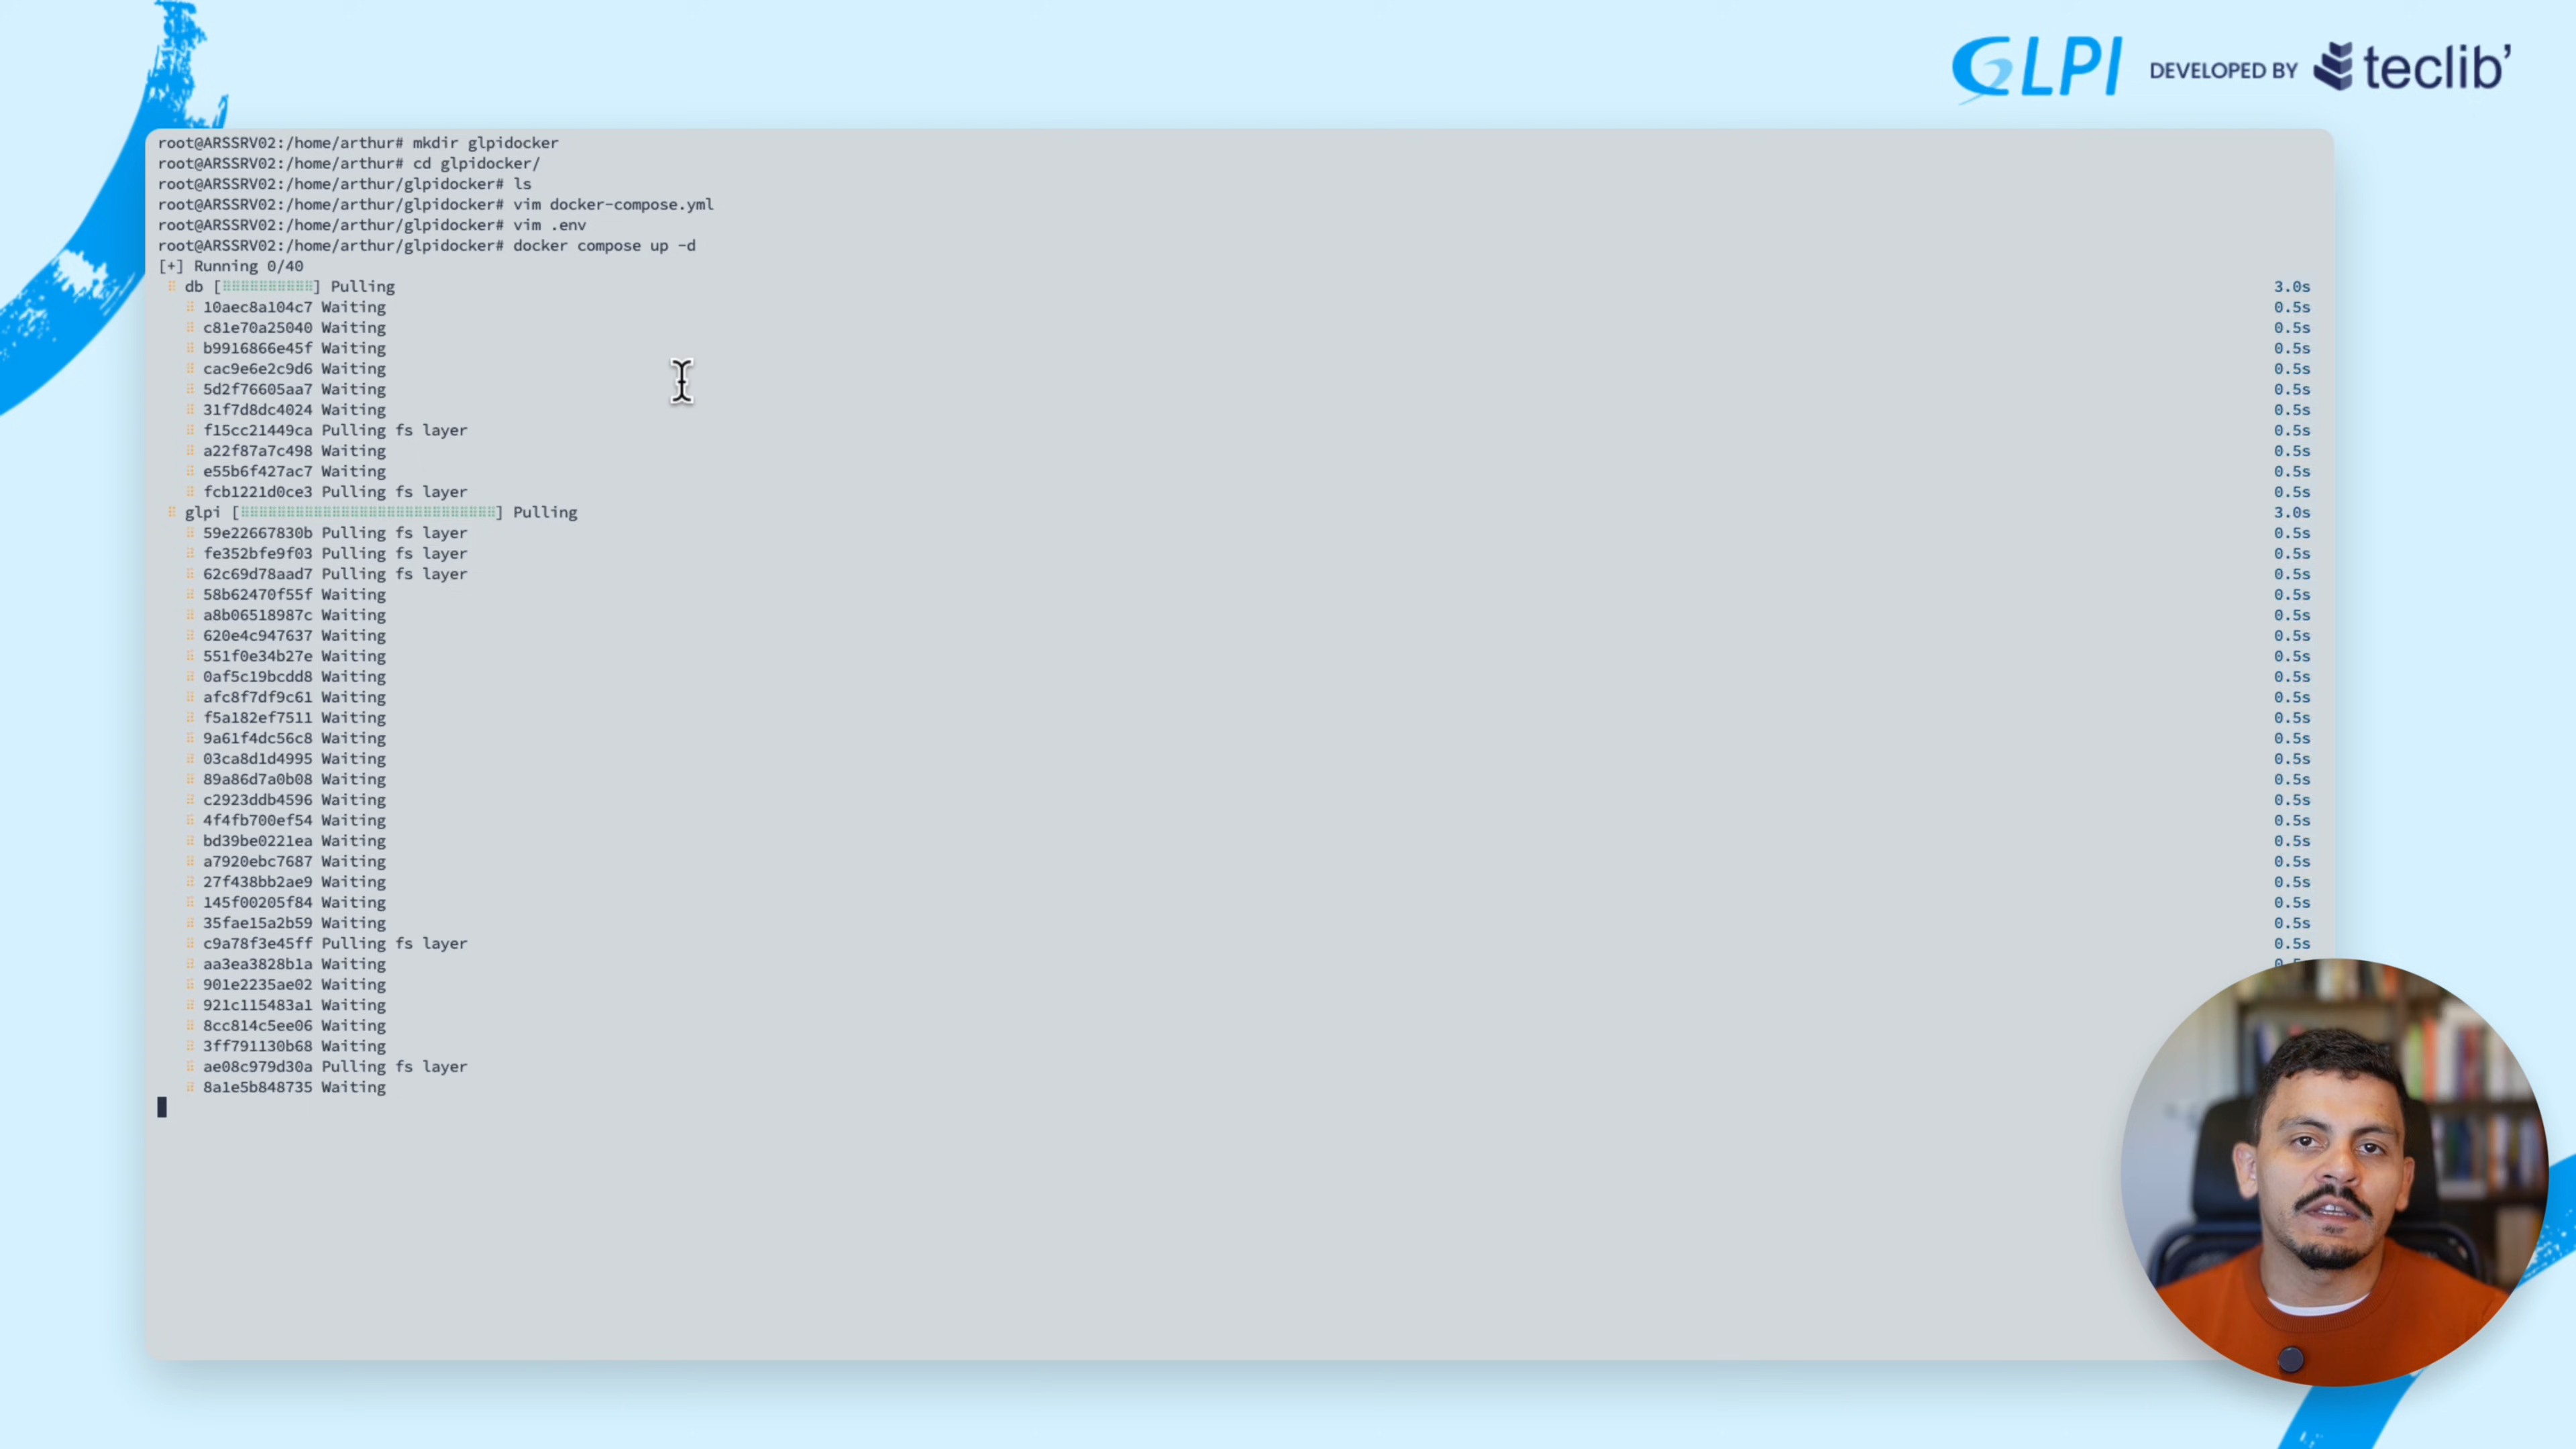 GLPI DEVELOPED BY teclib'
root@ARSSRV02:/home/arthur# mkdir glpidocker
root@ARSSRV02:/home/arthur# cd glpidocker/
root@ARSSRV02:/home/arthur/glpidocker# ls
root@ARSSRV02:/home/arthur/glpidocker# vim docker-compose.yml
root@ARSSRV02:/home/arthur/glpidocker# vim .env
root@ARSSRV02:/home/arthur/glpidocker# docker compose up -d
[+] Running 0/40
db [⠿⠿⠿⠿⠿⠿⠿⠿⠿⠿] Pulling 3.0s
10aec8a104c7 Waiting 0.5s
c81e70a25040 Waiting 0.5s
b9916866e45f Waiting 0.5s
cac9e6e2c9d6 Waiting 0.5s
5d2f76605aa7 Waiting 0.5s
31f7d8dc4024 Waiting 0.5s
f15cc21449ca Pulling fs layer 0.5s
a22f87a7c498 Waiting 0.5s
e55b6f427ac7 Waiting 0.5s
fcb1221d0ce3 Pulling fs layer 0.5s
glpi [⠿⠿⠿⠿⠿⠿⠿⠿⠿⠿⠿⠿⠿⠿⠿⠿⠿⠿⠿⠿⠿⠿⠿⠿⠿⠿⠿⠿] Pulling 3.0s
59e22667830b Pulling fs layer 0.5s
fe352bfe9f03 Pulling fs layer 0.5s
62c69d78aad7 Pulling fs layer 0.5s
58b62470f55f Waiting 0.5s
a8b06518987c Waiting 0.5s
620e4c947637 Waiting 0.5s
551f0e34b27e Waiting 0.5s
0af5c19bcdd8 Waiting 0.5s
afc8f7df9c61 Waiting 0.5s
f5a182ef7511 Waiting 0.5s
9a61f4dc56c8 Waiting 0.5s
03ca8d1d4995 Waiting 0.5s
89a86d7a0b08 Waiting 0.5s
c2923ddb4596 Waiting 0.5s
4f4fb700ef54 Waiting 0.5s
bd39be0221ea Waiting 0.5s
a7920ebc7687 Waiting 0.5s
27f438bb2ae9 Waiting 0.5s
145f00205f84 Waiting 0.5s
35fae15a2b59 Waiting 0.5s
c9a78f3e45ff Pulling fs layer 0.5s
aa3ea3828b1a Waiting
901e2235ae02 Waiting
921c115483a1 Waiting
8cc814c5ee06 Waiting
3ff791130b68 Waiting
ae08c979d30a Pulling fs layer
8a1e5b848735 Waiting